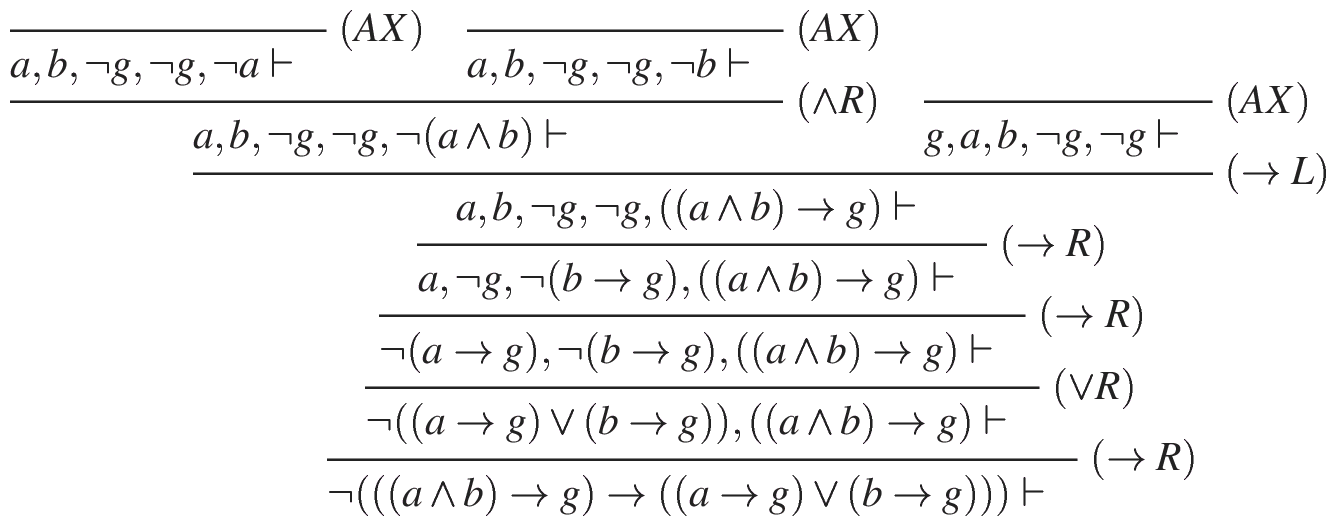 (AX) (AX)
a, b, ¬g, ¬g, ¬a ⊢ a, b, ¬g, ¬g, ¬b ⊢
(∧R) (AX)
a, b, ¬g, ¬g, ¬(a ∧ b) ⊢ g, a, b, ¬g, ¬g ⊢
(→ L)
a, b, ¬g, ¬g, ((a ∧ b) → g) ⊢
(→ R)
a, ¬g, ¬(b → g), ((a ∧ b) → g) ⊢
(→ R)
¬(a → g), ¬(b → g), ((a ∧ b) → g) ⊢
(∨R)
¬((a → g) ∨ (b → g)), ((a ∧ b) → g) ⊢
(→ R)
¬(((a ∧ b) → g) → ((a → g) ∨ (b → g))) ⊢